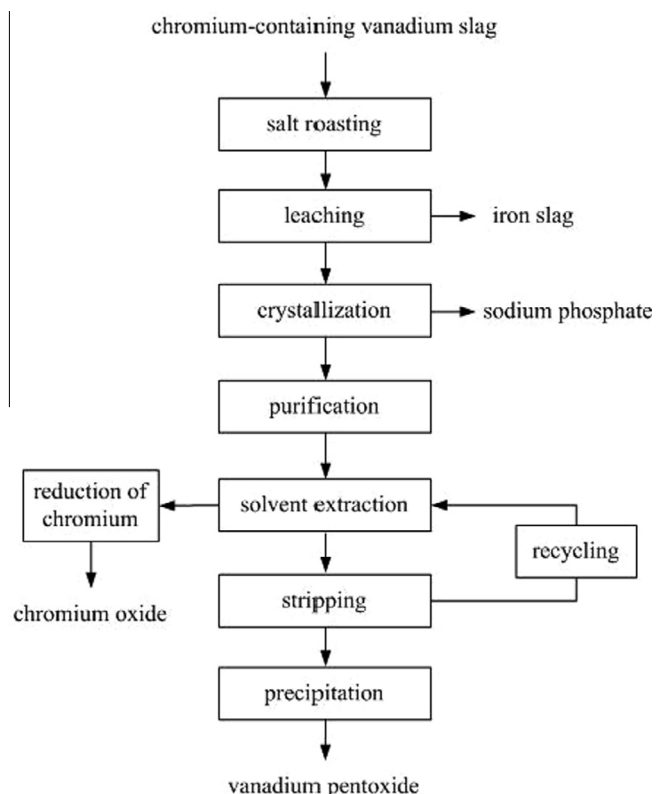 chromium-containing vanadium slag
salt roasting
leaching
iron slag
crystallization
sodium phosphate
purification
reduction of
chromium
solvent extraction
recycling
chromium oxide
stripping
precipitation
vanadium pentoxide